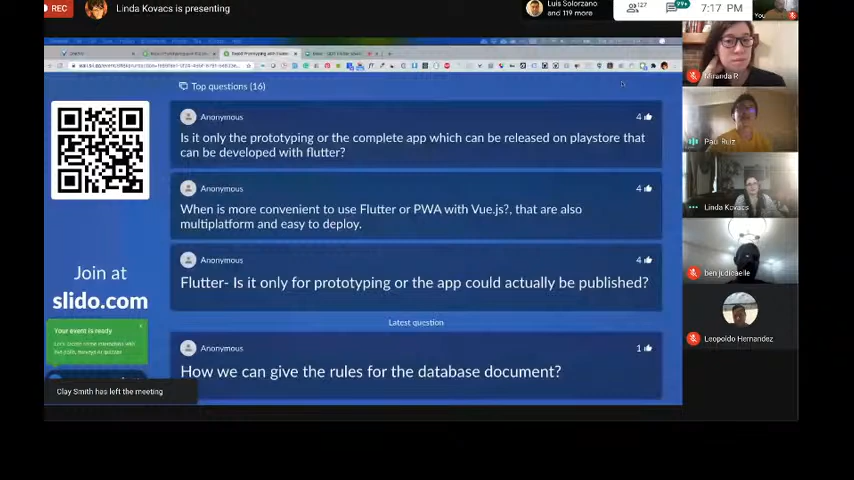 REC
Linda Kovacs is presenting
Luis Solorzano
and 119 more
127
99+
7:17 PM
You
Top questions (16)
Anonymous
4
Is it only the prototyping or the complete app which can be released on playstore that
can be developed with flutter?
Anonymous
4
When is more convenient to use Flutter or PWA with Vue.js?, that are also
multiplatform and easy to deploy.
Anonymous
4
Flutter- Is it only for prototyping or the app could actually be published?
Latest question
Anonymous
1
How we can give the rules for the database document?
Join at
slido.com
Your event is ready
Clay Smith has left the meeting
Miranda R
Paul Ruiz
Linda Kovacs
ben judicaelle
Leopoldo Hernandez